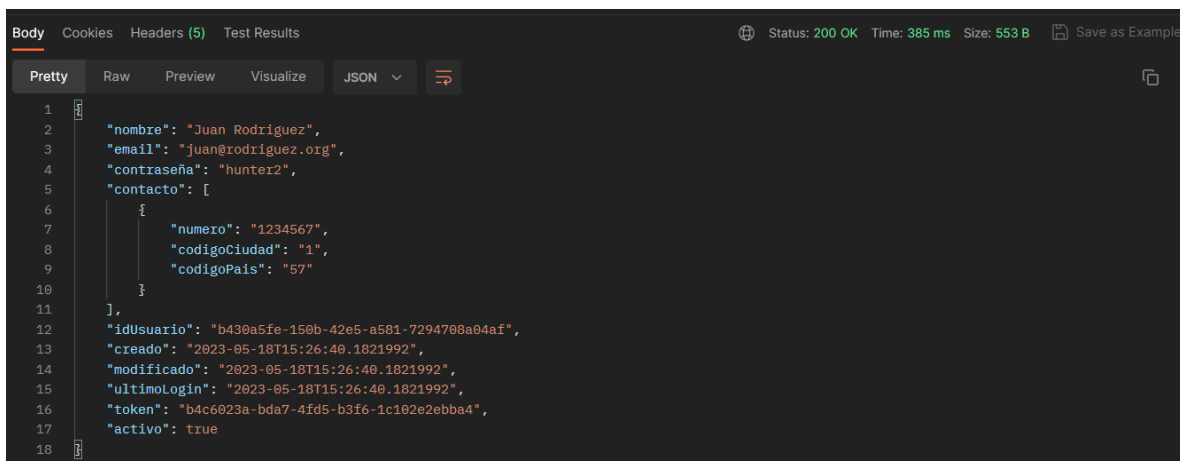 Body Cookies Headers (5) Test Results Status: 200 OK Time: 385 ms Size: 553 B Save as Example
Pretty Raw Preview Visualize JSON
1 {
2 "nombre": "Juan Rodriguez",
3 "email": "juan@rodriguez.org",
4 "contraseña": "hunter2",
5 "contacto": [
6 {
7 "numero": "1234567",
8 "codigoCiudad": "1",
9 "codigoPais": "57"
10 }
11 ],
12 "idUsuario": "b430a5fe-150b-42e5-a581-7294708a04af",
13 "creado": "2023-05-18T15:26:40.1821992",
14 "modificado": "2023-05-18T15:26:40.1821992",
15 "ultimoLogin": "2023-05-18T15:26:40.1821992",
16 "token": "b4c6023a-bda7-4fd5-b3f6-1c102e2ebba4",
17 "activo": true
18 }